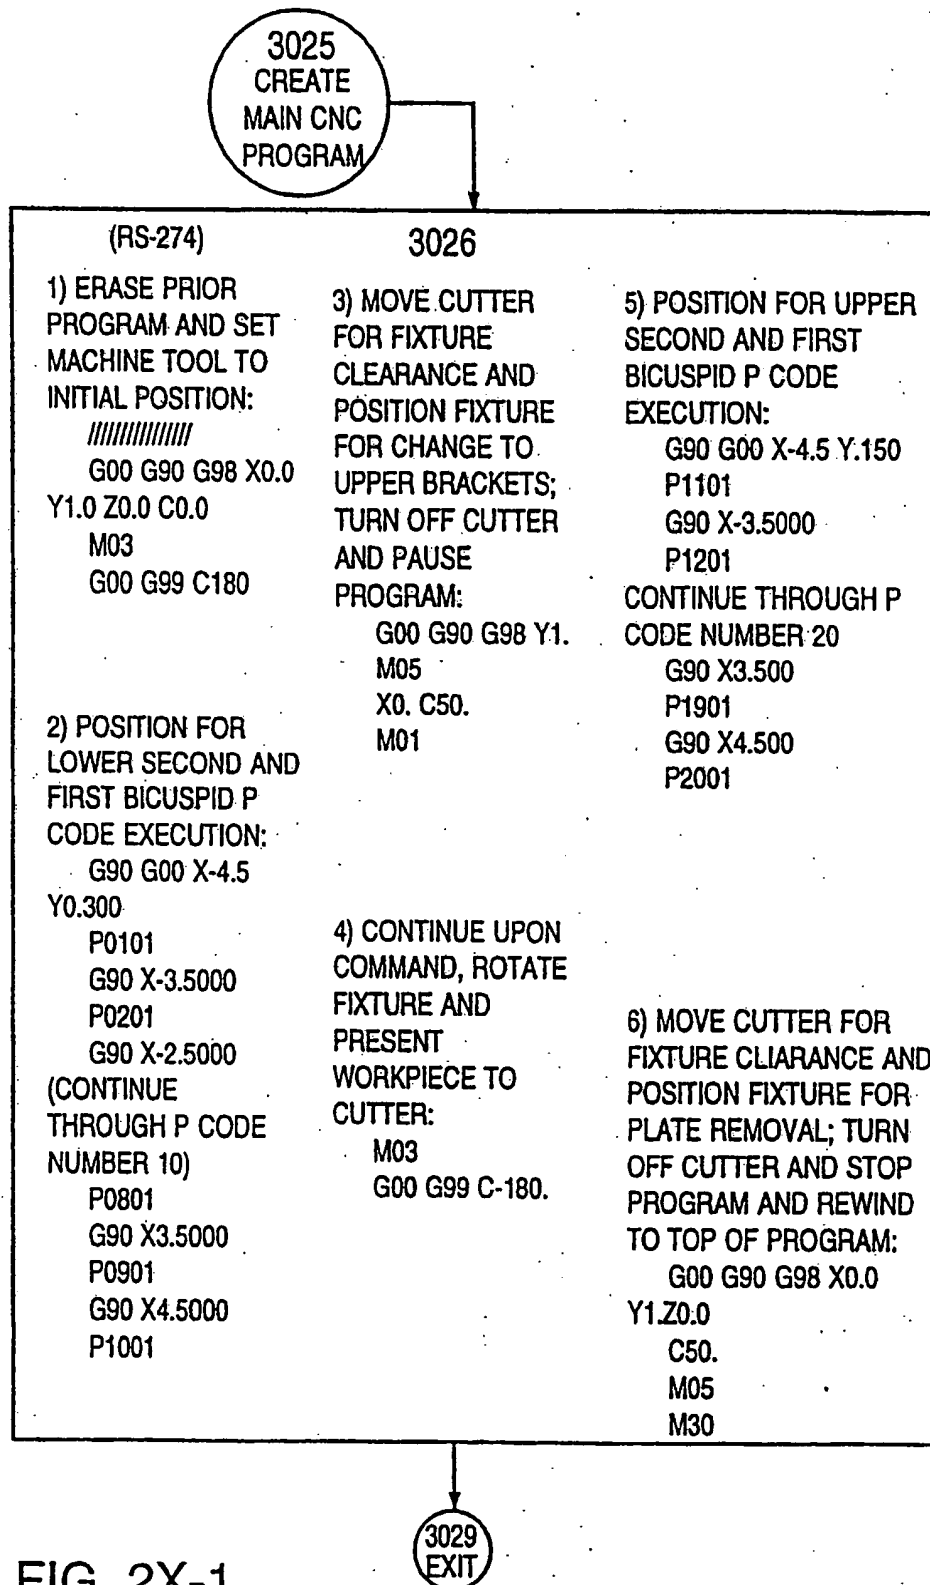 3025
CREATE
MAIN CNC
PROGRAM
(RS-274)
3026
1) ERASE PRIOR
PROGRAM AND SET
MACHINE TOOL TO
INITIAL POSITION:
////////////////
G00 G90 G98 X0.0
Y1.0 Z0.0 C0.0
M03
G00 G99 C180
2) POSITION FOR
LOWER SECOND AND
FIRST BICUSPID P
CODE EXECUTION:
G90 G00 X-4.5
Y0.300
P0101
G90 X-3.5000
P0201
G90 X-2.5000
(CONTINUE
THROUGH P CODE
NUMBER 10)
P0801
G90 X3.5000
P0901
G90 X4.5000
P1001
3) MOVE CUTTER
FOR FIXTURE
CLEARANCE AND
POSITION FIXTURE
FOR CHANGE TO
UPPER BRACKETS;
TURN OFF CUTTER
AND PAUSE
PROGRAM:
G00 G90 G98 Y1.
M05
X0. C50.
M01
4) CONTINUE UPON
COMMAND, ROTATE
FIXTURE AND
PRESENT
WORKPIECE TO
CUTTER:
M03
G00 G99 C-180.
5) POSITION FOR UPPER
SECOND AND FIRST
BICUSPID P CODE
EXECUTION:
G90 G00 X-4.5 Y.150
P1101
G90 X-3.5000
P1201
CONTINUE THROUGH P
CODE NUMBER 20
G90 X3.500
P1901
G90 X4.500
P2001
6) MOVE CUTTER FOR
FIXTURE CLIARANCE AND
POSITION FIXTURE FOR
PLATE REMOVAL; TURN
OFF CUTTER AND STOP
PROGRAM AND REWIND
TO TOP OF PROGRAM:
G00 G90 G98 X0.0
Y1.Z0.0
C50.
M05
M30
3029
EXIT
FIG. 2X-1